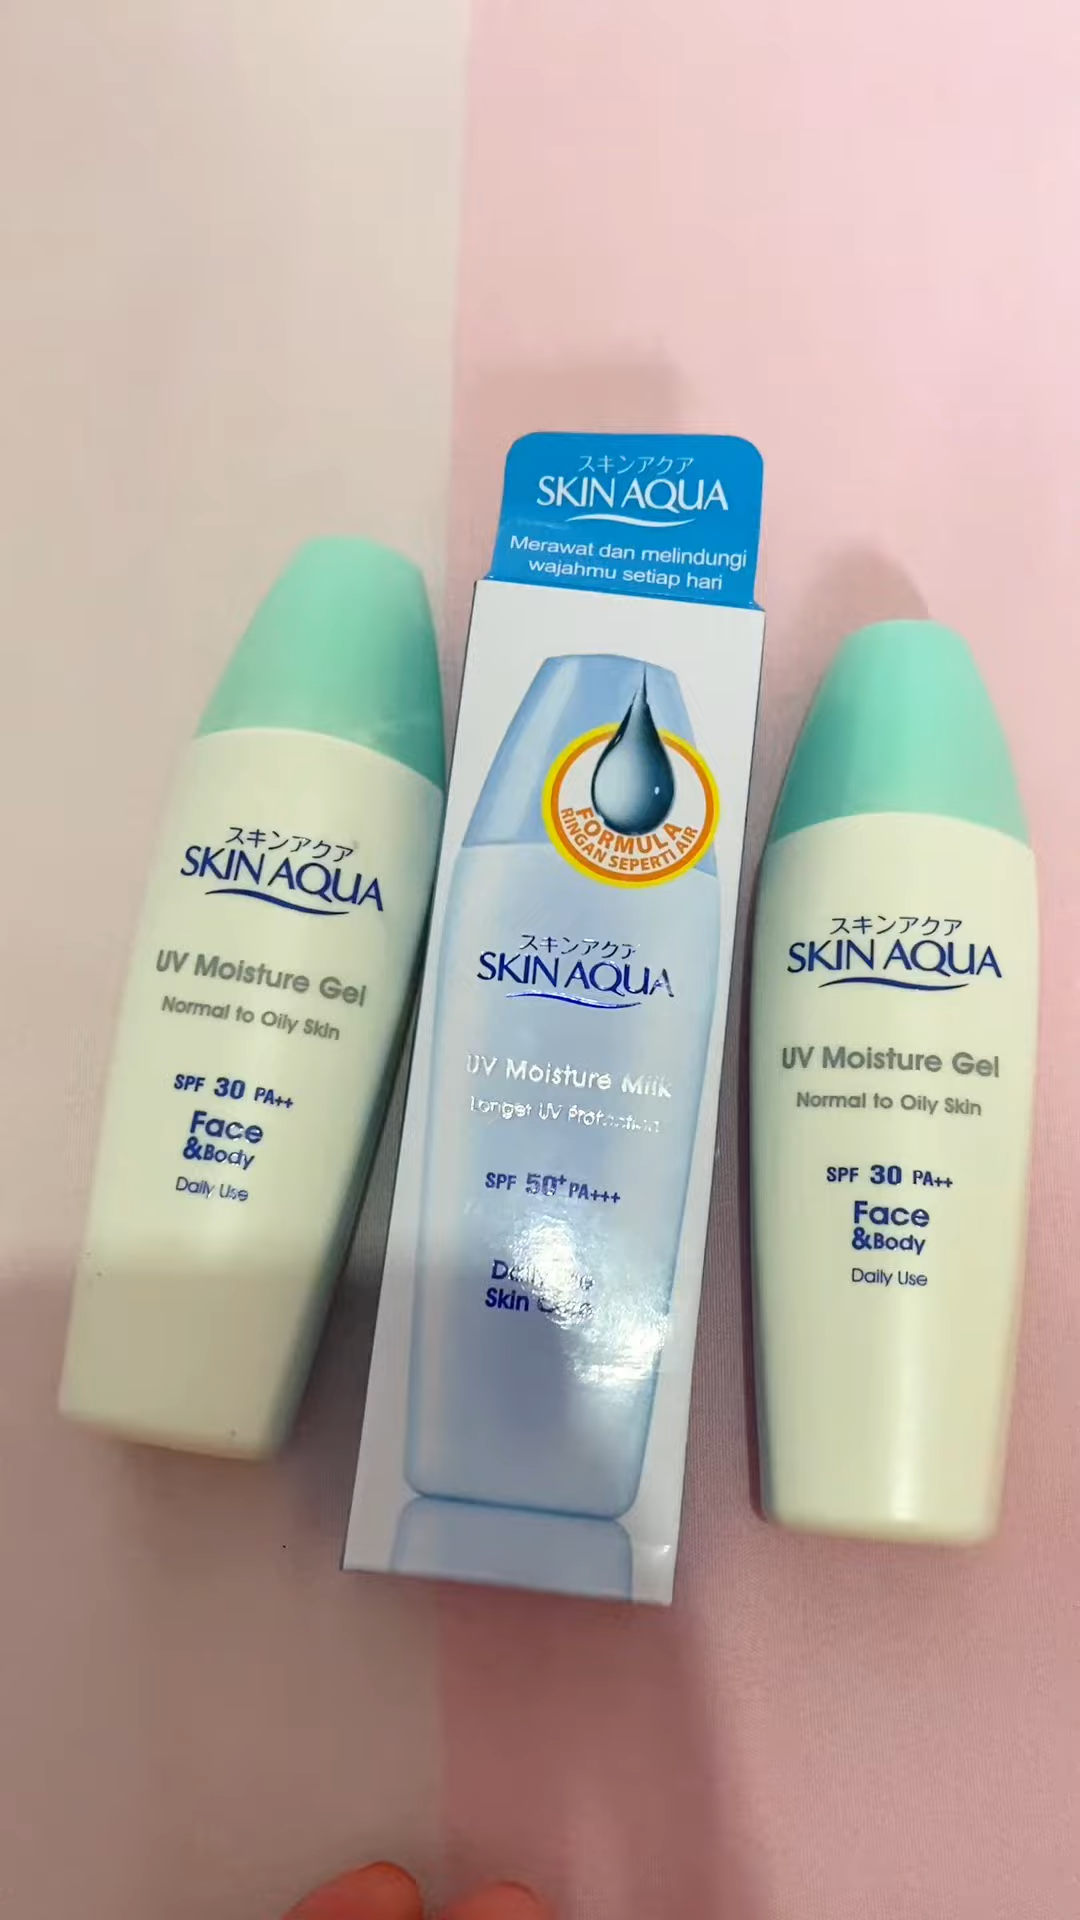 スキンアクア
SKIN AQUA
UV Moisture Gel
Normal to Oily Skin
SPF 30 PA++
Face
&Body
Daily Use
スキンアクア
SKIN AQUA
Merawat dan melindungi
wajahmu setiap hari
FORMULA
RINGAN SEPERTI AIR
スキンアクア
SKIN AQUA
UV Moisture Milk
Longer UV Protection
SPF 50+ PA+++
Skin
スキンアクア
SKIN AQUA
UV Moisture Gel
Normal to Oily Skin
SPF 30 PA++
Face
&Body
Daily Use